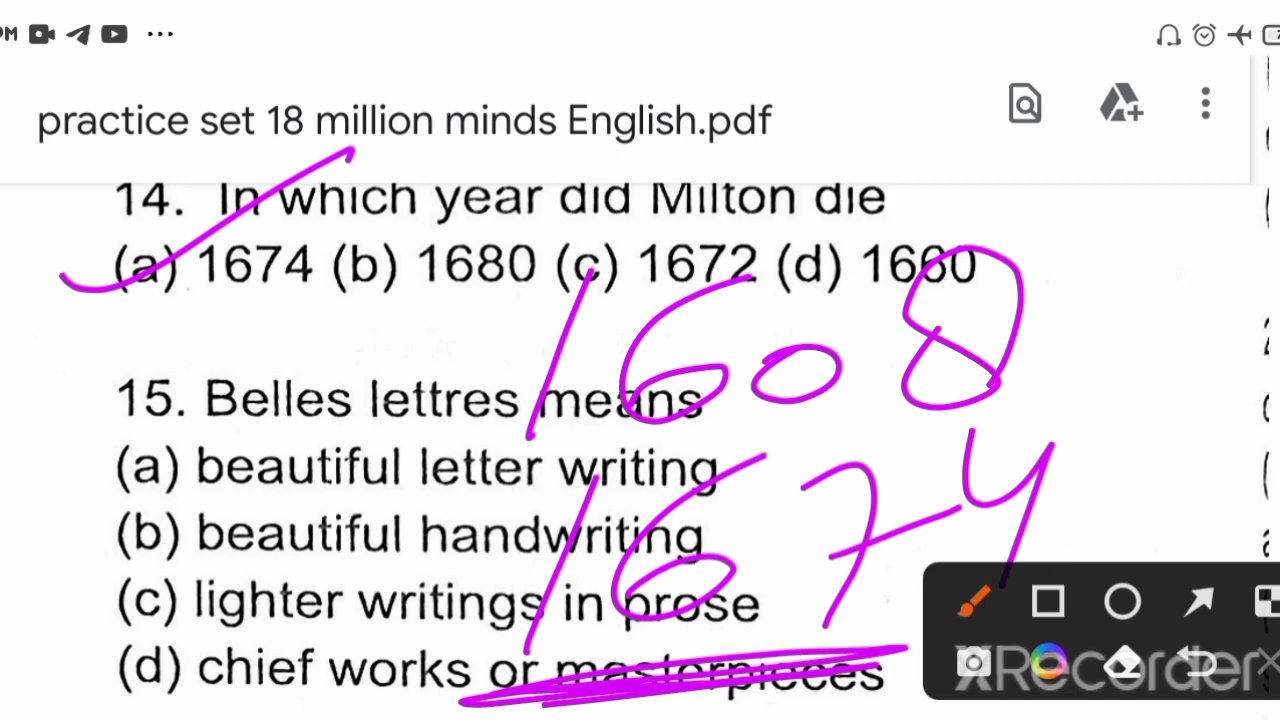 practice set 18 million minds English.pdf
14. In which year did Milton die
(a) 1674 (b) 1680 (c) 1672 (d) 1660
1608
15. Belles lettres means
(a) beautiful letter writing
1674
(b) beautiful handwriting
(c) lighter writings in prose
(d) chief works or masterpieces
XRecorder